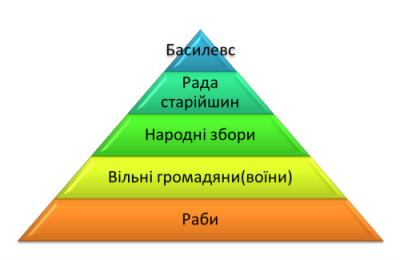 Басилевс
Рада
старійшин
Народні збори
Вільні громадяни(воїни)
Раби